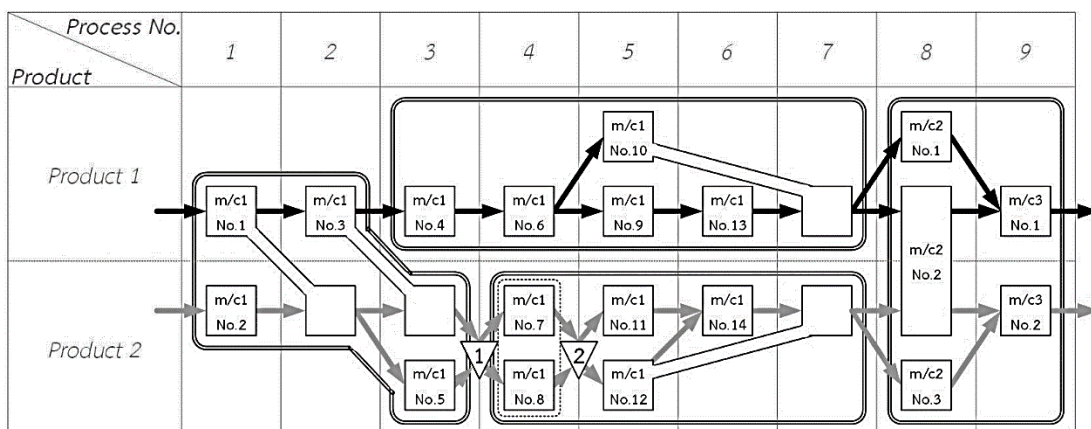 Process No.
Product
1
2
3
4
5
6
7
8
9
Product 1
m/c1
No.10
m/c2
No.1
m/c1
No.1
m/c1
No.3
m/c1
No.4
m/c1
No.6
m/c1
No.9
m/c1
No.13
m/c2
No.2
m/c3
No.1
Product 2
m/c1
No.2
m/c1
No.7
m/c1
No.11
m/c1
No.14
m/c3
No.2
1
2
m/c1
No.5
m/c1
No.8
m/c1
No.12
m/c2
No.3